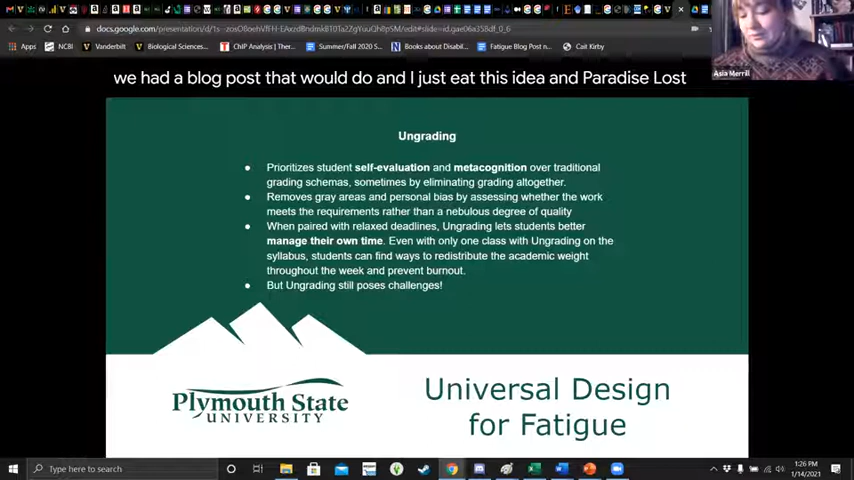 docs.google.com/presentation/d/1s-
Apps NCBI Vanderbilt Biological Sciences... ChIP Analysis | Ther... Summer/Fall 2020 S... Books about Disabil... Fatigue Blog Post n... Cait Kirby
Asia Merrill
we had a blog post that would do and I just eat this idea and Paradise Lost
Ungrading
Prioritizes student self-evaluation and metacognition over traditional
grading schemas, sometimes by eliminating grading altogether.
Removes gray areas and personal bias by assessing whether the work
meets the requirements rather than a nebulous degree of quality
When paired with relaxed deadlines, Ungrading lets students better
manage their own time. Even with only one class with Ungrading on the
syllabus, students can find ways to redistribute the academic weight
throughout the week and prevent burnout.
But Ungrading still poses challenges!
Plymouth State
UNIVERSITY
Universal Design
for Fatigue
Type here to search
1:26 PM
1/14/2021